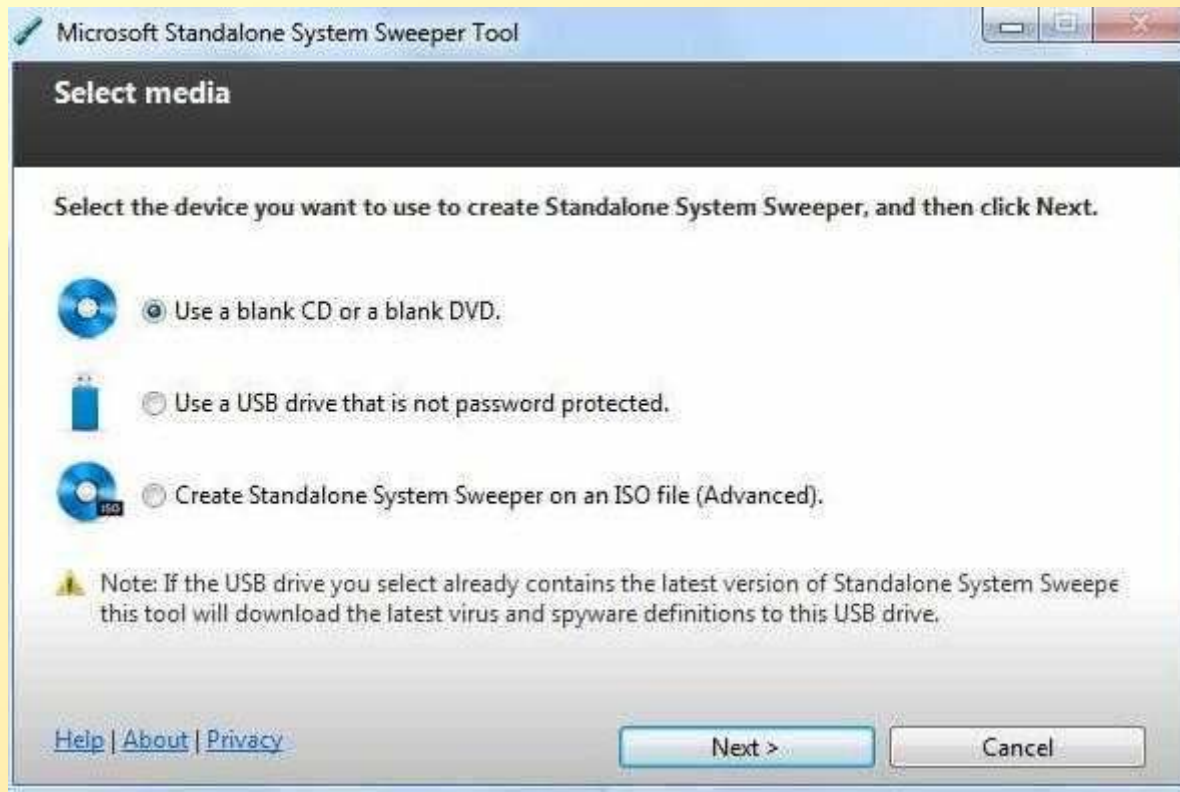 Microsoft Standalone System Sweeper Tool
Select media
Select the device you want to use to create Standalone System Sweeper, and then click Next.
Use a blank CD or a blank DVD.
Use a USB drive that is not password protected.
ISO
Create Standalone System Sweeper on an ISO file (Advanced).
Note: If the USB drive you select already contains the latest version of Standalone System Sweepe
this tool will download the latest virus and spyware definitions to this USB drive.
Help | About | Privacy
Next >
Cancel